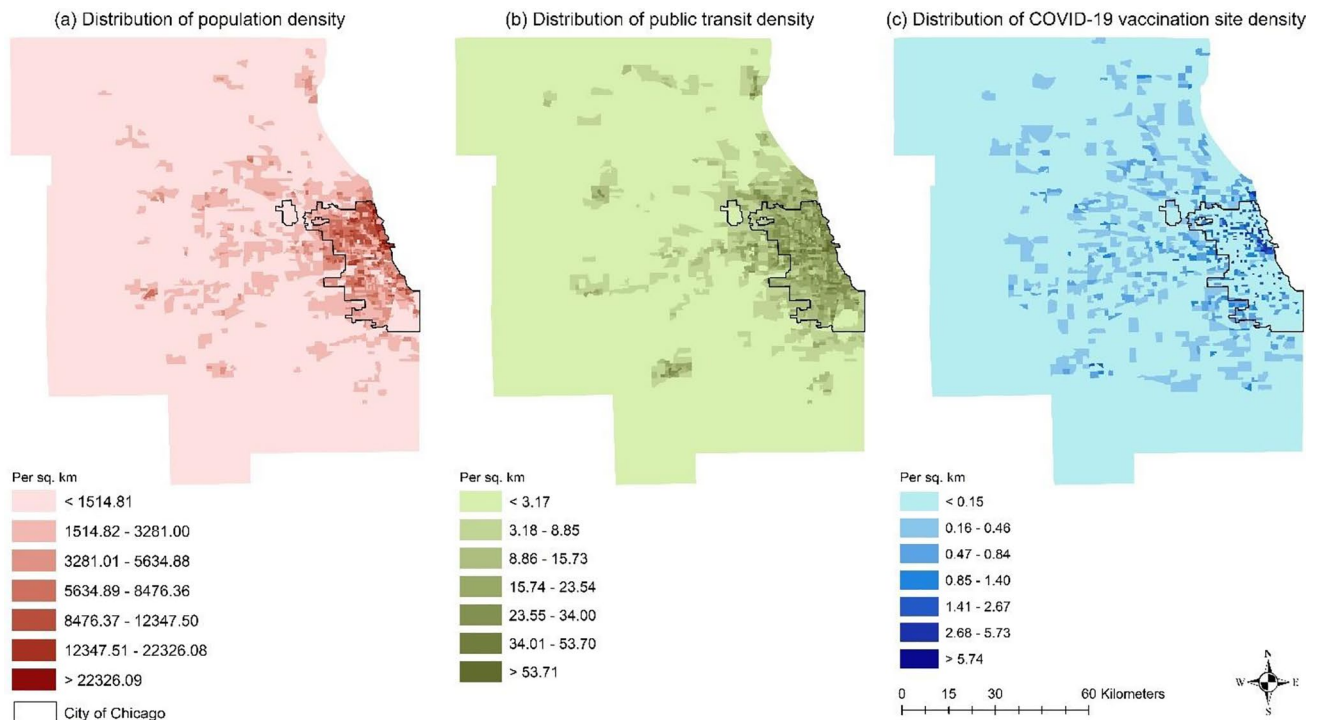 (a) Distribution of population density
(b) Distribution of public transit density
(c) Distribution of COVID-19 vaccination site density
Per sq. km
< 1514.81
1514.82 - 3281.00
3281.01 - 5634.88
5634.89 - 8476.36
8476.37 - 12347.50
12347.51 - 22326.08
> 22326.09
City of Chicago
Per sq. km
< 3.17
3.18 - 8.85
8.86 - 15.73
15.74 - 23.54
23.55 - 34.00
34.01 - 53.70
> 53.71
Per sq. km
< 0.15
0.16 - 0.46
0.47 - 0.84
0.85 - 1.40
1.41 - 2.67
2.68 - 5.73
> 5.74
0 15 30 60 Kilometers
N
W E
S